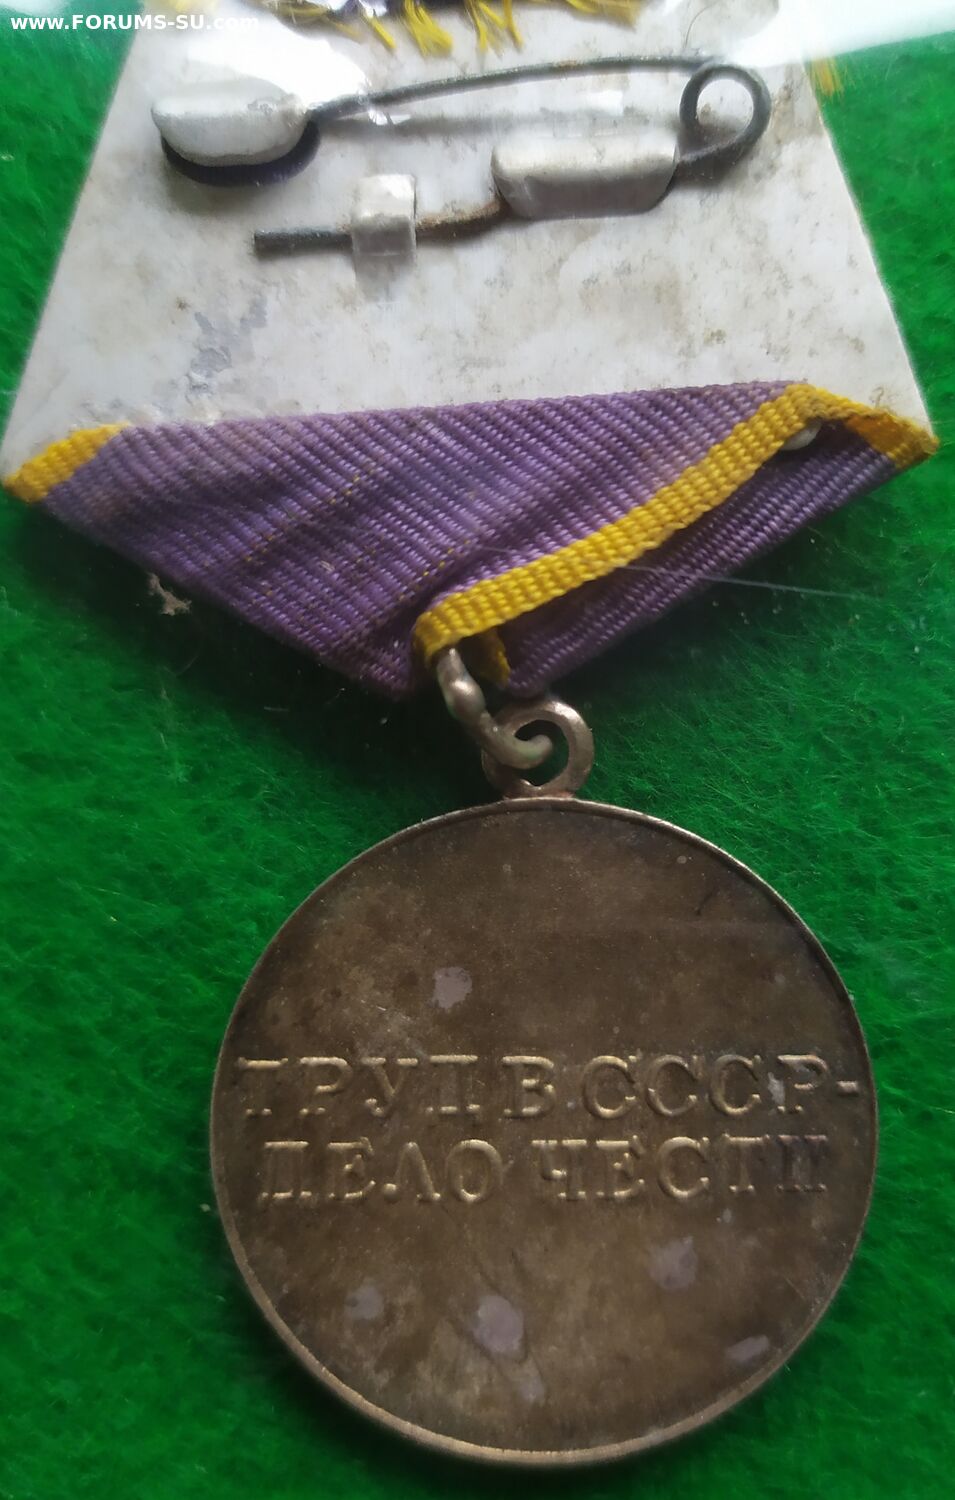 www.FORUMS-SU.com
ТРУД В СССР-
ДЕЛО ЧЕСТИ